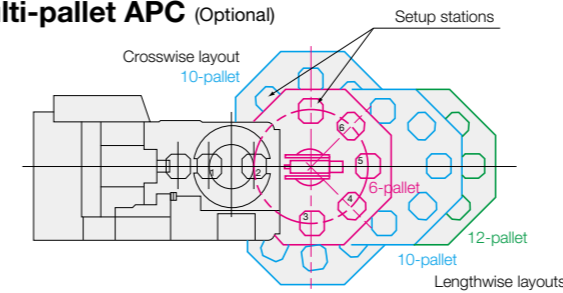 lti-pallet APC (Optional)
Setup stations
Crosswise layout
10-pallet
6
5
1
2
6-pallet
4
3
12-pallet
10-pallet
Lengthwise layouts